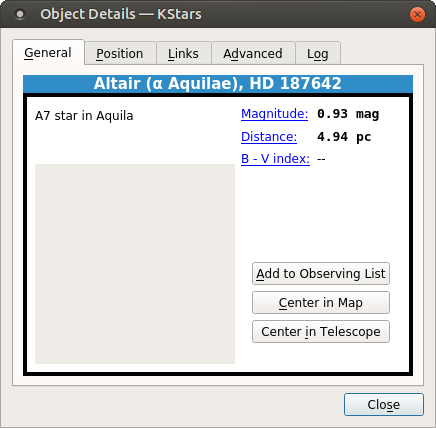 Object Details — KStars
General
Position
Links
Advanced
Log
Altair (α Aquilae), HD 187642
A7 star in Aquila
Magnitude: 0.93 mag
Distance: 4.94 pc
B - V index: --
Add to Observing List
Center in Map
Center in Telescope
Close